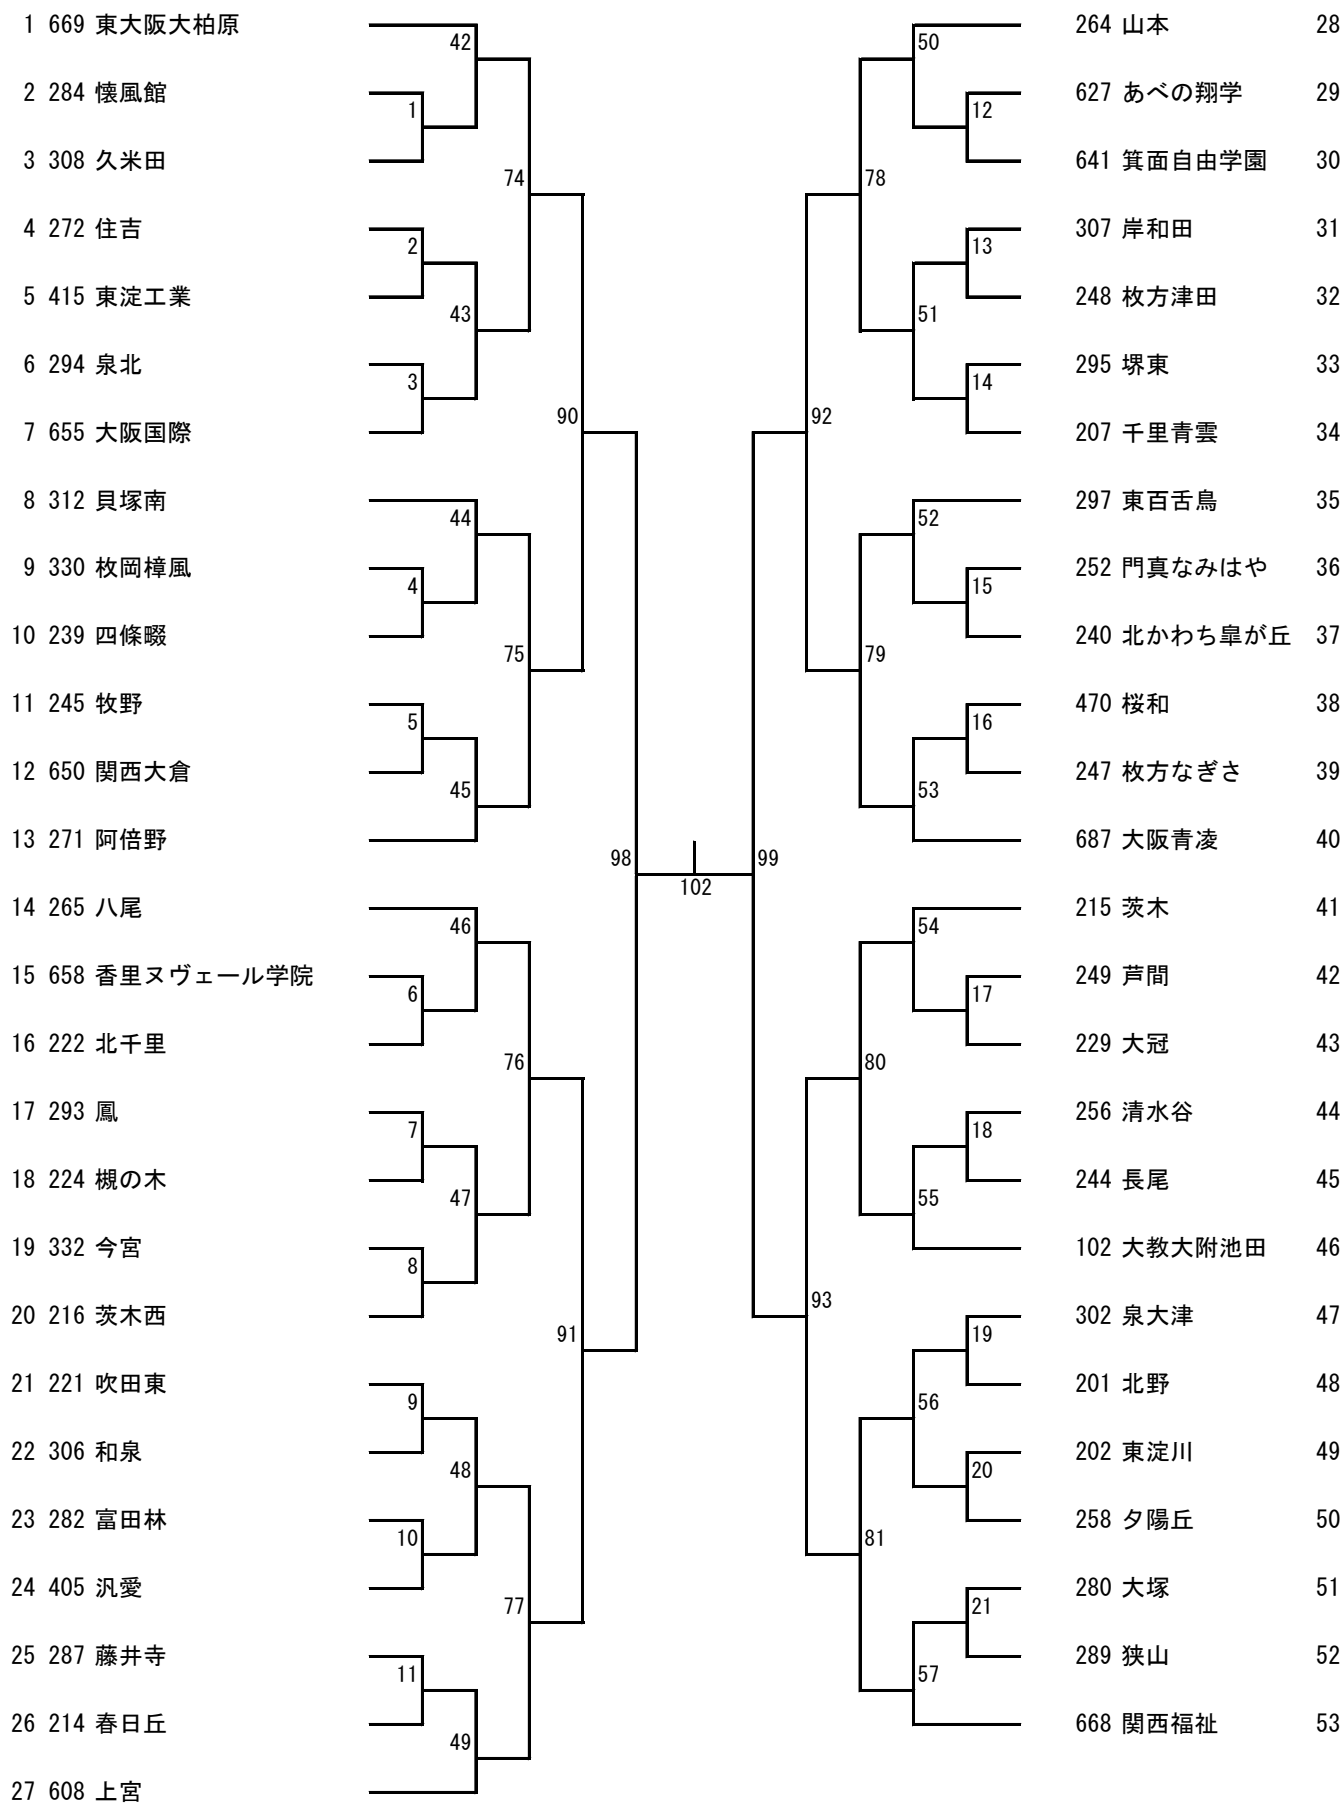 1 669 東大阪大柏原
2 284 懐風館
3 308 久米田
4 272 住吉
5 415 東淀工業
6 294 泉北
7 655 大阪国際
8 312 貝塚南
9 330 枚岡樟風
10 239 四條畷
11 245 牧野
12 650 関西大倉
13 271 阿倍野
14 265 八尾
15 658 香里ヌヴェール学院
16 222 北千里
17 293 鳳
18 224 槻の木
19 332 今宮
20 216 茨木西
21 221 吹田東
22 306 和泉
23 282 富田林
24 405 汎愛
25 287 藤井寺
26 214 春日丘
27 608 上宮
42
1
74
2
43
3
90
44
4
75
5
45
98
46
6
76
7
47
8
91
9
48
10
77
11
49
102
50
12
78
13
51
14
92
52
15
79
16
53
99
54
17
80
18
55
93
19
56
20
81
21
57
264 山本 28
627 あべの翔学 29
641 箕面自由学園 30
307 岸和田 31
248 枚方津田 32
295 堺東 33
207 千里青雲 34
297 東百舌鳥 35
252 門真なみはや 36
240 北かわち皐が丘 37
470 桜和 38
247 枚方なぎさ 39
687 大阪青凌 40
215 茨木 41
249 芦間 42
229 大冠 43
256 清水谷 44
244 長尾 45
102 大教大附池田 46
302 泉大津 47
201 北野 48
202 東淀川 49
258 夕陽丘 50
280 大塚 51
289 狭山 52
668 関西福祉 53